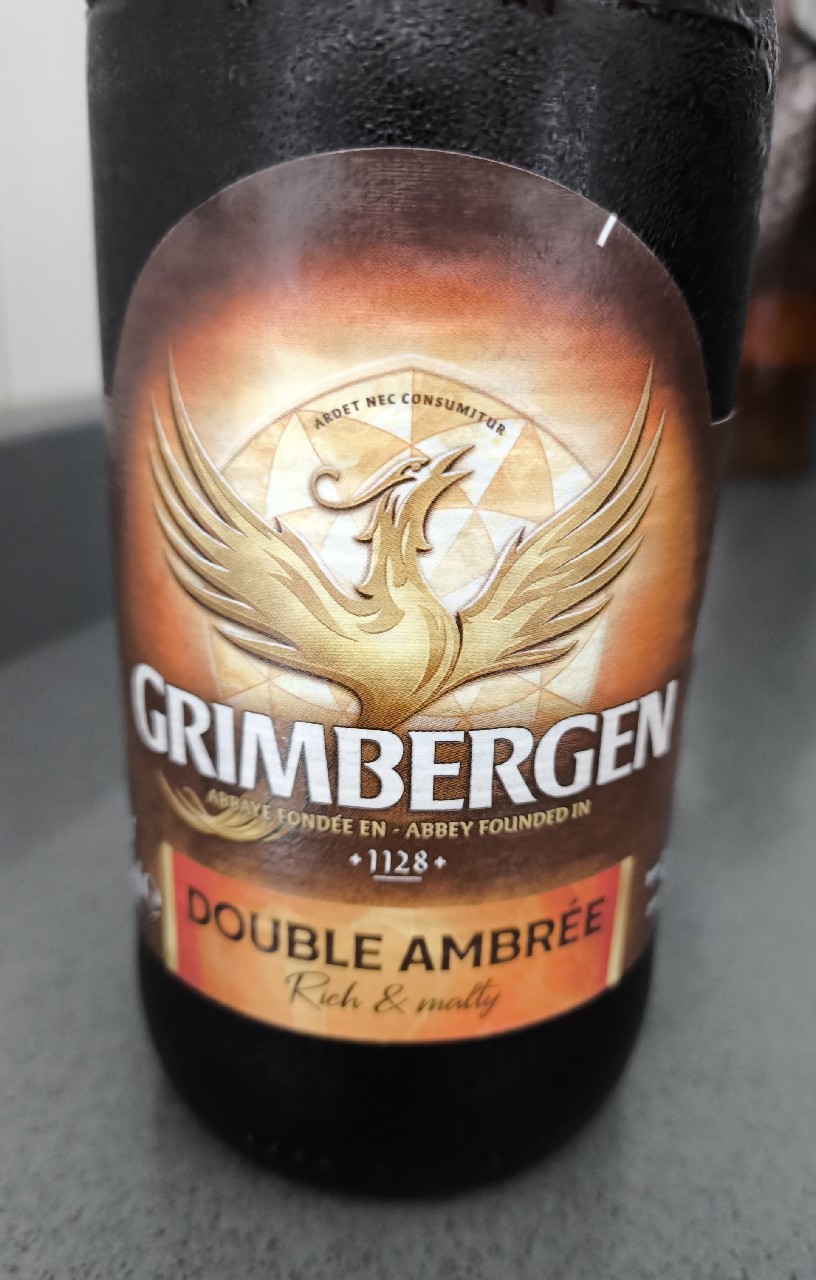 ARDET NEC CONSUMITUR
GRIMBERGEN
ABBAYE FONDÉE EN - ABBEY FOUNDED IN
+1128+
DOUBLE AMBRÉE
Rich & malty